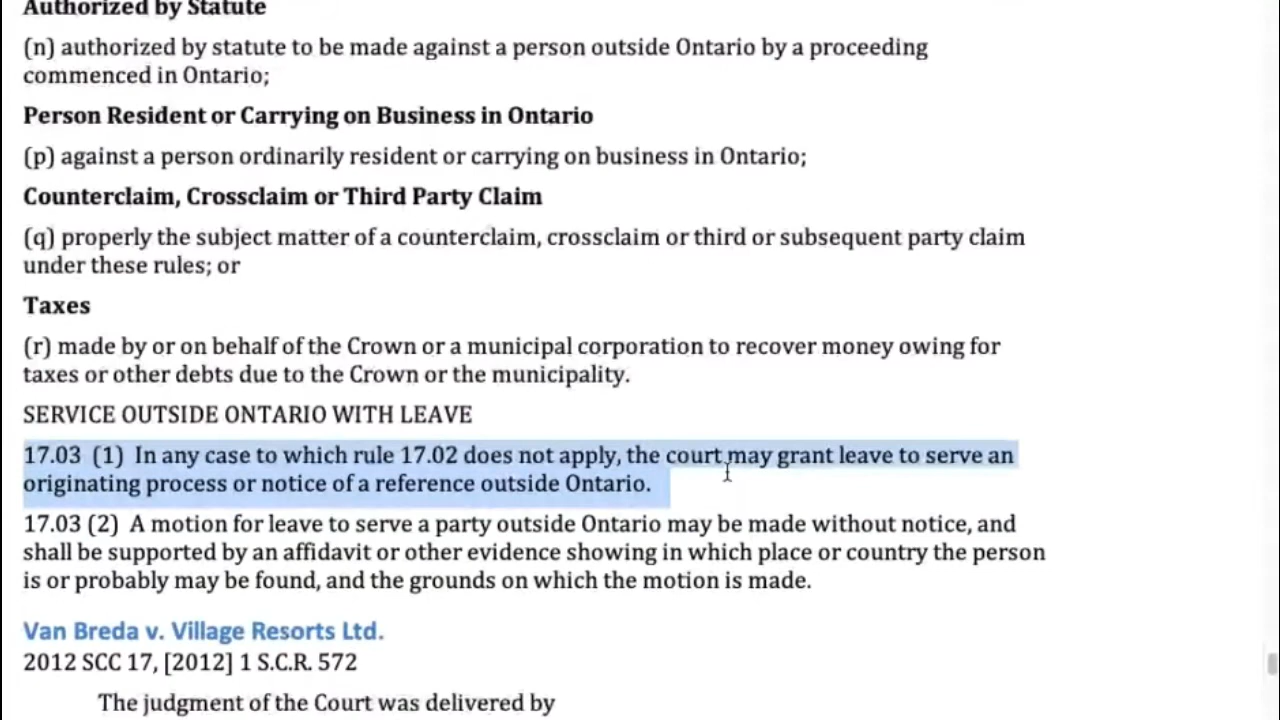 Authorized by Statute
(n) authorized by statute to be made against a person outside Ontario by a proceeding
commenced in Ontario;
Person Resident or Carrying on Business in Ontario
(p) against a person ordinarily resident or carrying on business in Ontario;
Counterclaim, Crossclaim or Third Party Claim
(q) properly the subject matter of a counterclaim, crossclaim or third or subsequent party claim
under these rules; or
Taxes
(r) made by or on behalf of the Crown or a municipal corporation to recover money owing for
taxes or other debts due to the Crown or the municipality.
SERVICE OUTSIDE ONTARIO WITH LEAVE
17.03 (1) In any case to which rule 17.02 does not apply, the court may grant leave to serve an
originating process or notice of a reference outside Ontario.
17.03 (2) A motion for leave to serve a party outside Ontario may be made without notice, and
shall be supported by an affidavit or other evidence showing in which place or country the person
is or probably may be found, and the grounds on which the motion is made.
Van Breda v. Village Resorts Ltd.
2012 SCC 17, [2012] 1 S.C.R. 572
The judgment of the Court was delivered by